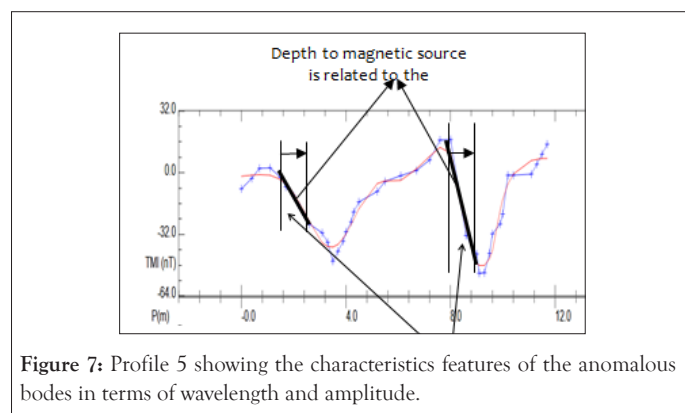 Depth to magnetic source
is related to the
32.0
0.0
-32.0
TMI (nT)
-64.0
P(m)
-0.0
4.0
8.0
12.0
Figure 7: Profile 5 showing the characteristics features of the anomalous
bodes in terms of wavelength and amplitude.